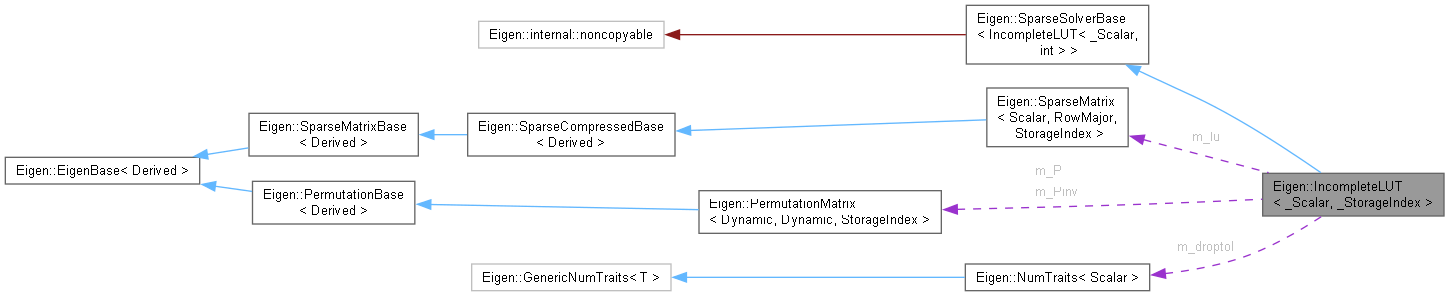 Eigen::SparseSolverBase
< IncompleteLUT< _Scalar,
int > >
Eigen::internal::noncopyable
Eigen::SparseMatrix
< Scalar, RowMajor,
StorageIndex >
Eigen::SparseMatrixBase
< Derived >
Eigen::SparseCompressedBase
< Derived >
m_lu
Eigen::EigenBase< Derived >
m_P
m_Pinv
Eigen::IncompleteLUT
< _Scalar, _StorageIndex >
Eigen::PermutationBase
< Derived >
Eigen::PermutationMatrix
< Dynamic, Dynamic, StorageIndex >
m_droptol
Eigen::GenericNumTraits< T >
Eigen::NumTraits< Scalar >